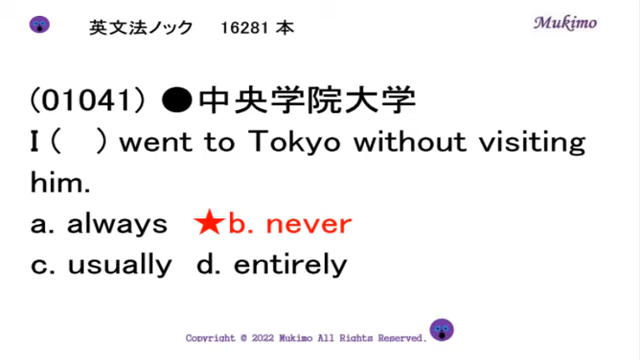 英文法ノック 16281 本
Mukimo
(01041) ●中央学院大学
I ( ) went to Tokyo without visiting
him.
a. always ★b. never
c. usually d. entirely
Copyright © 2022 Mukimo All Rights Reserved.